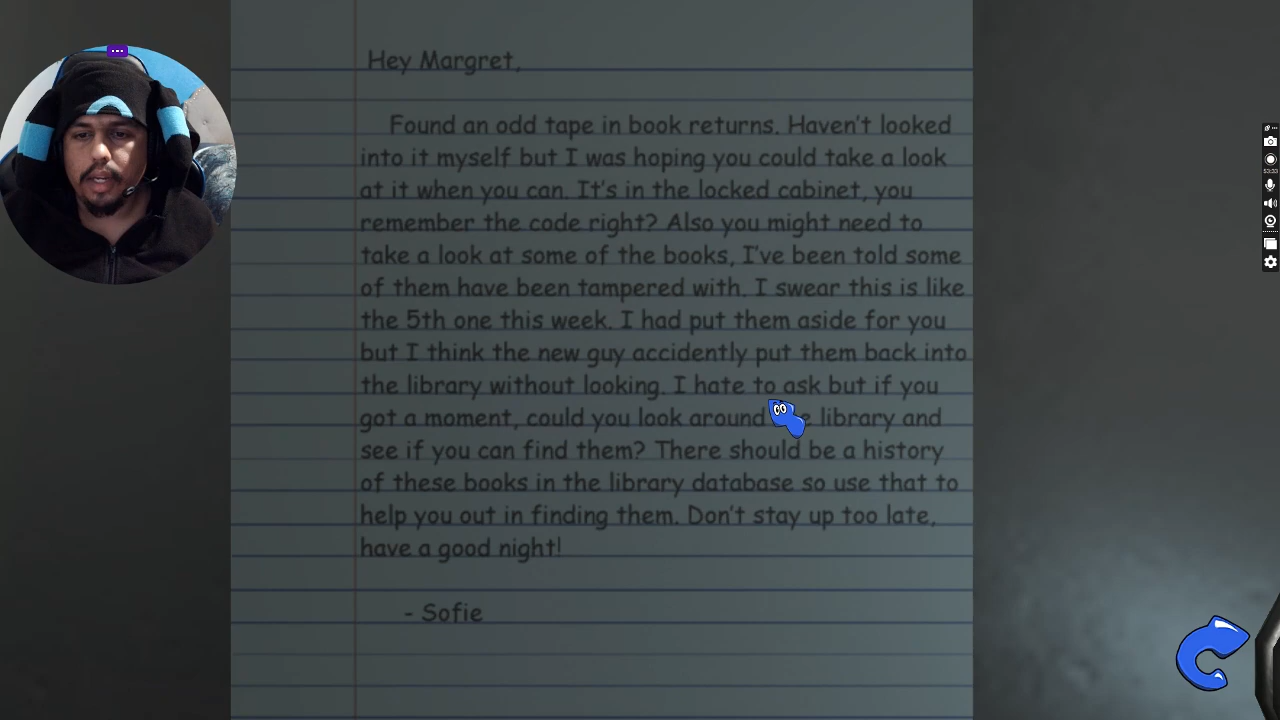 Hey Margret,
Found an odd tape in book returns. Haven't looked
into it myself but I was hoping you could take a look
at it when you can. It's in the locked cabinet, you
remember the code right? Also you might need to
take a look at some of the books, I've been told some
of them have been tampered with. I swear this is like
the 5th one this week. I had put them aside for you
but I think the new guy accidently put them back into
the library without looking. I hate to ask but if you
got a moment, could you look around library and
see if you can find them? There should be a history
of these books in the library database so use that to
help you out in finding them. Don't stay up too late,
have a good night!
- Sofie
53:33